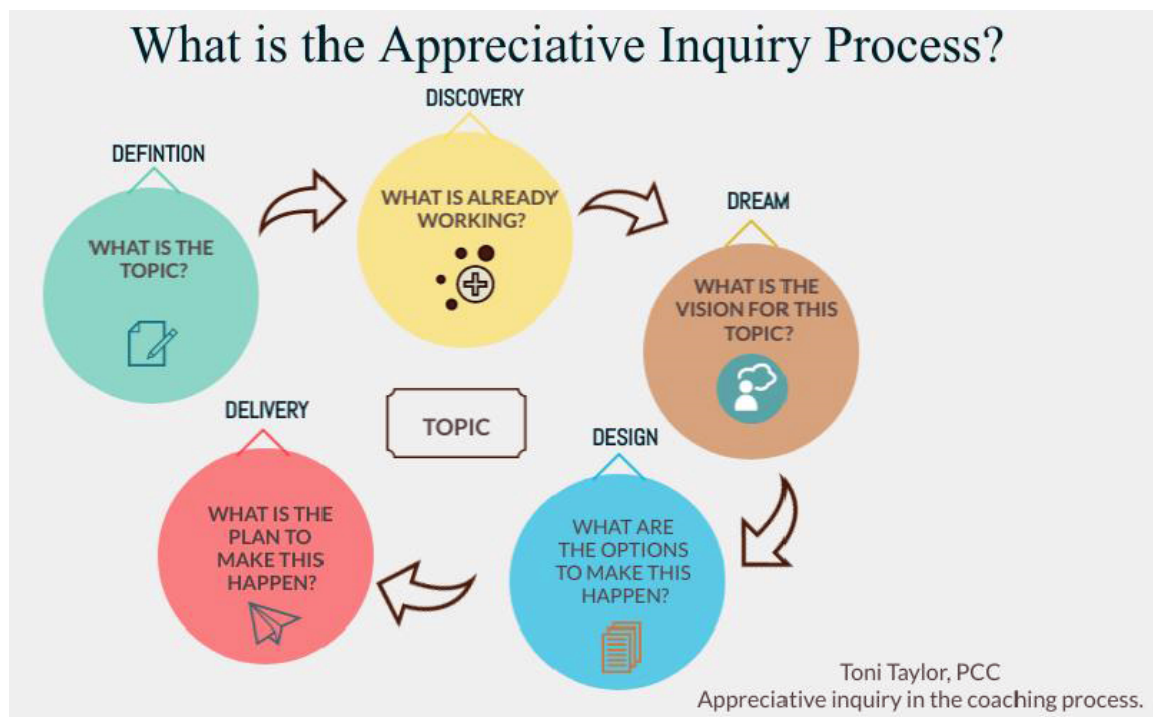 What is the Appreciative Inquiry Process?
DEFINTION
WHAT IS THE
TOPIC?
DISCOVERY
WHAT IS ALREADY
WORKING?
DREAM
WHAT IS THE
VISION FOR THIS
TOPIC?
DESIGN
WHAT ARE
THE OPTIONS
TO MAKE THIS
HAPPEN?
DELIVERY
WHAT IS THE
PLAN TO
MAKE THIS
HAPPEN?
TOPIC
Toni Taylor, PCC
Appreciative inquiry in the coaching process.